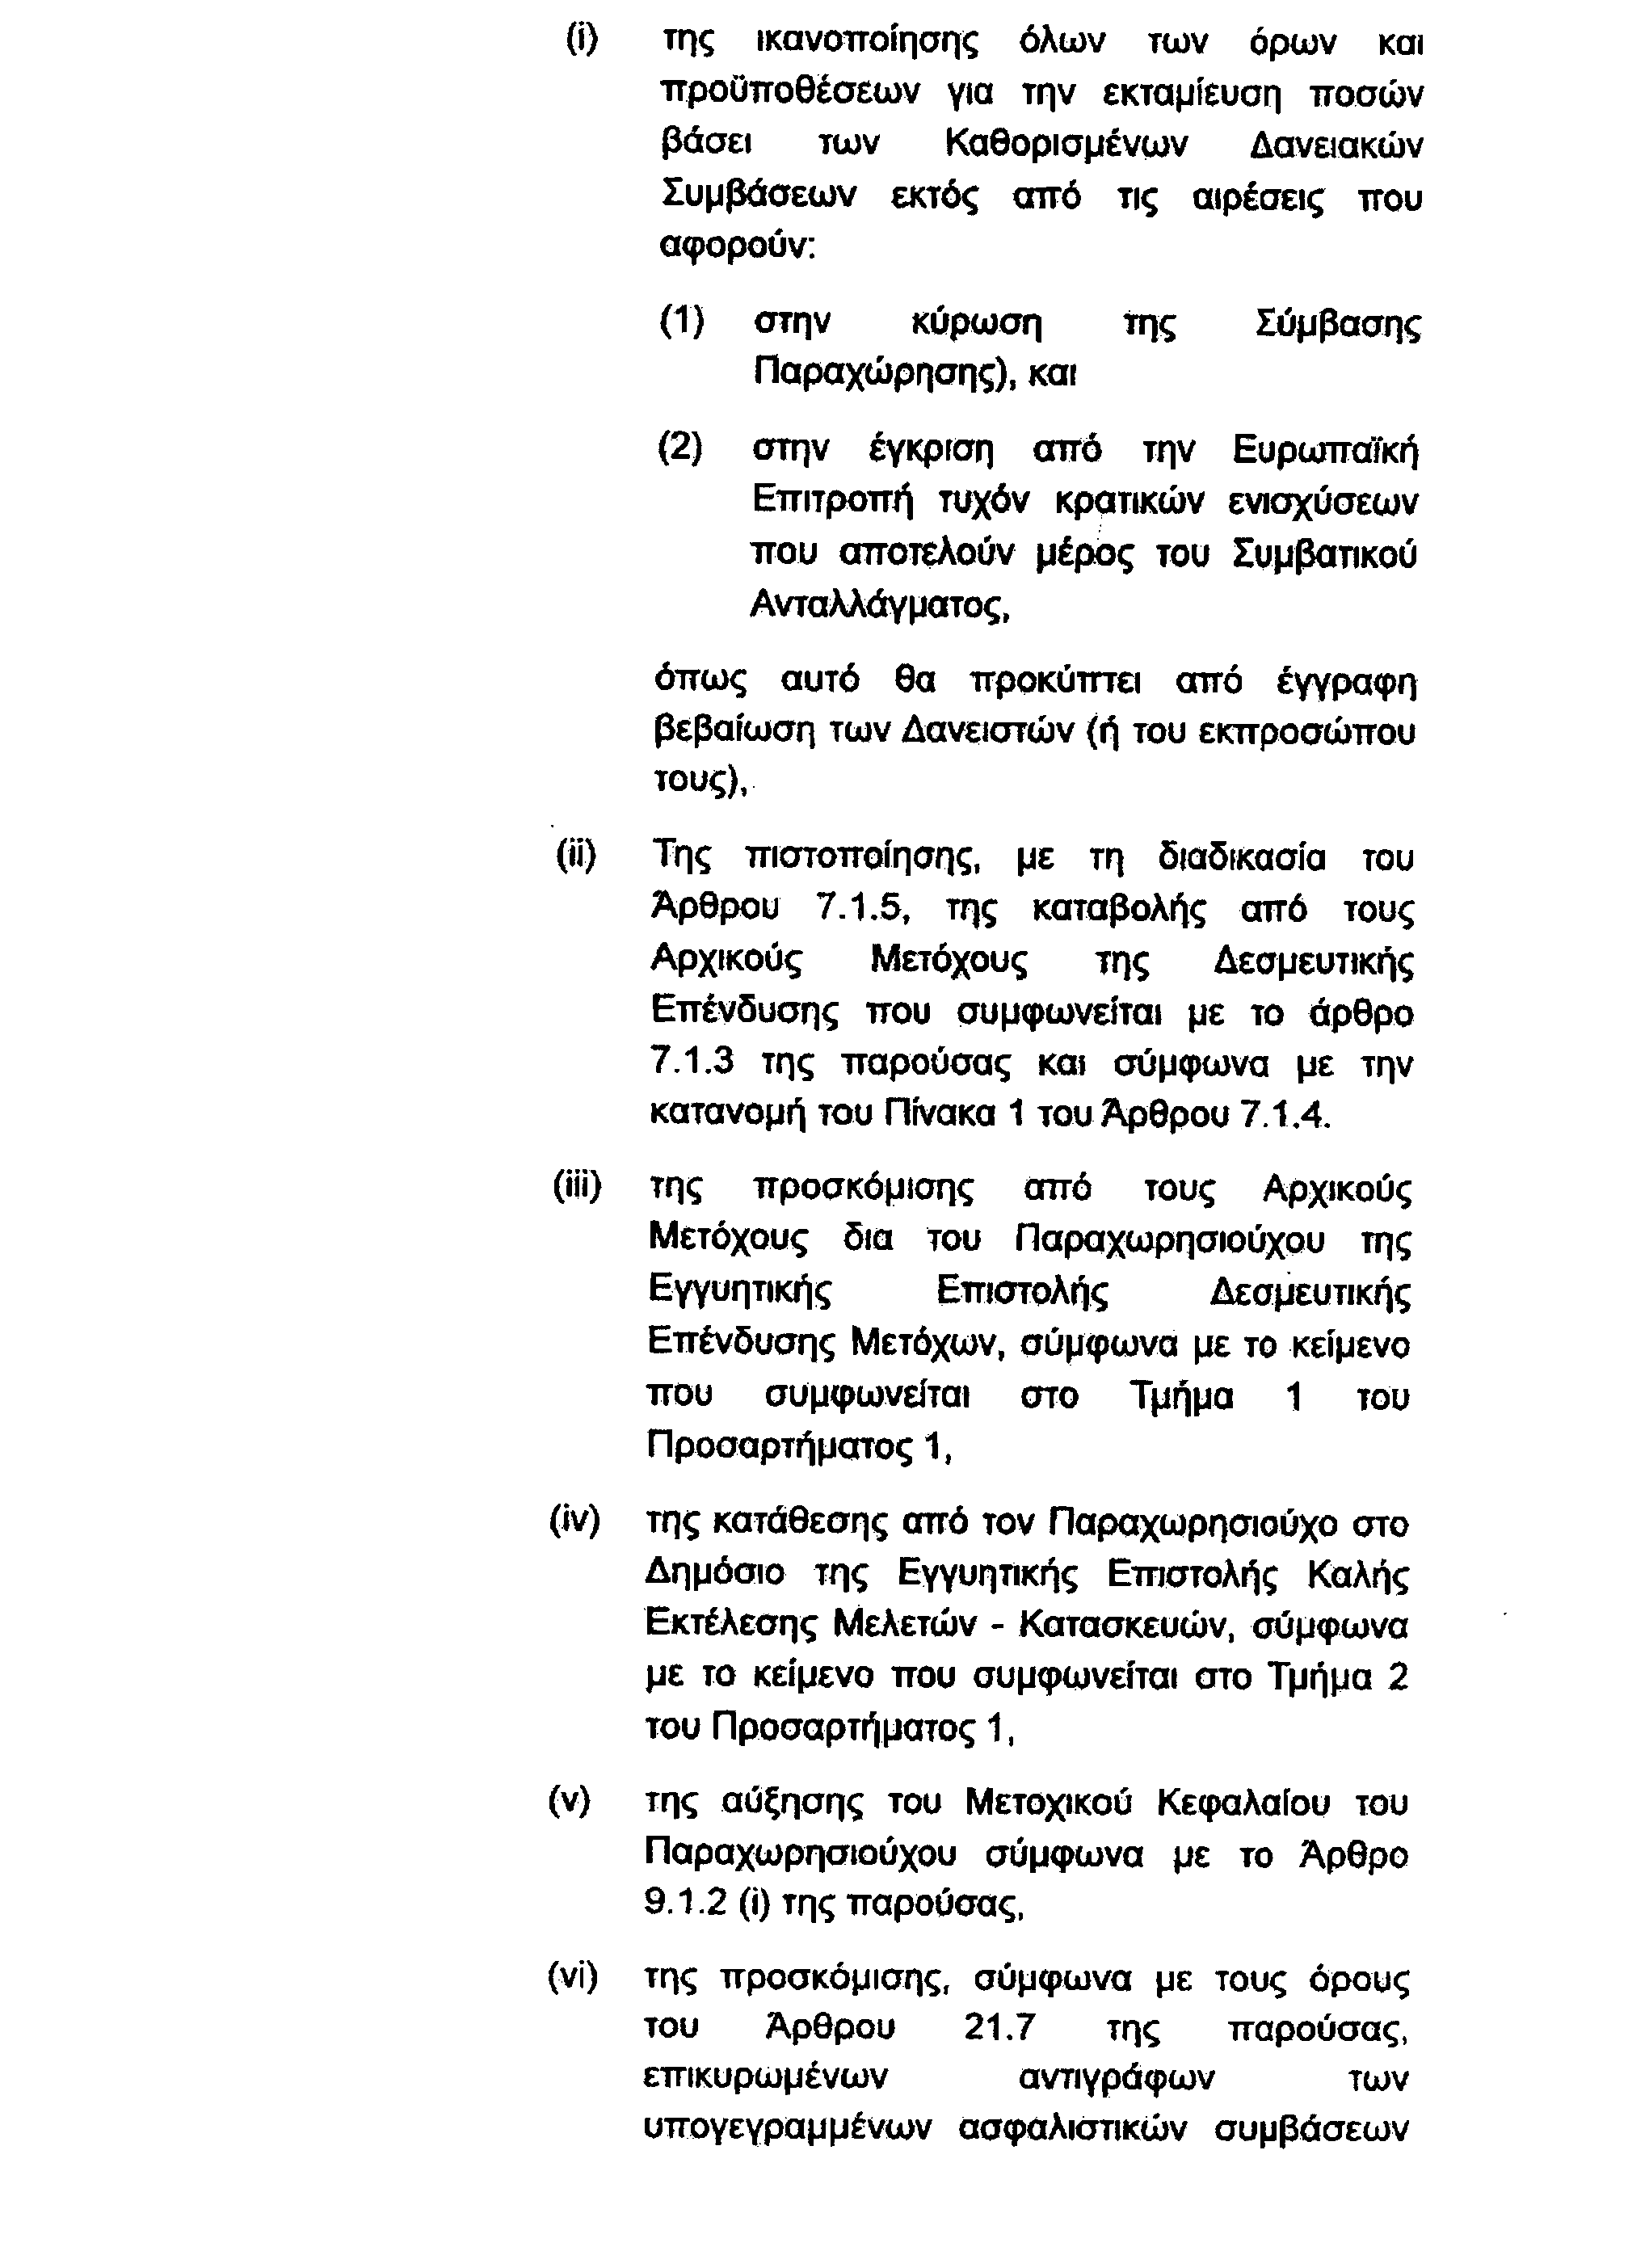 (i) της ικανοποίησης όλων των όρων και
προϋποθέσεων για την εκταμίευση ποσών
βάσει των Καθορισμένων Δανειακών
Συμβάσεων εκτός από τις αιρέσεις που
αφορούν:
(1) στην κύρωση της Σύμβασης
Παραχώρησης), και
(2) στην έγκριση από την Ευρωπαϊκή
Επιτροπή τυχόν κρατικών ενισχύσεων
που αποτελούν μέρος του Συμβατικού
Ανταλλάγματος,
όπως αυτό θα προκύπτει από έγγραφη
βεβαίωση των Δανειστών (ή του εκπροσώπου
τους),
(ii) Της πιστοποίησης, με τη διαδικασία του
Άρθρου 7.1.5, της καταβολής από τους
Αρχικούς Μετόχους της Δεσμευτικής
Επένδυσης που συμφωνείται με το άρθρο
7.1.3 της παρούσας και σύμφωνα με την
κατανομή του Πίνακα 1 του Άρθρου 7.1.4.
(iii) της προσκόμισης από τους Αρχικούς
Μετόχους δια του Παραχωρησιούχου της
Εγγυητικής Επιστολής Δεσμευτικής
Επένδυσης Μετόχων, σύμφωνα με το κείμενο
που συμφωνείται στο Τμήμα 1 του
Προσαρτήματος 1,
(iv) της κατάθεσης από τον Παραχωρησιούχο στο
Δημόσιο της Εγγυητικής Επιστολής Καλής
Εκτέλεσης Μελετών - Κατασκευών, σύμφωνα
με το κείμενο που συμφωνείται στο Τμήμα 2
του Προσαρτήματος 1,
(v) της αύξησης του Μετοχικού Κεφαλαίου του
Παραχωρησιούχου σύμφωνα με το Άρθρο
9.1.2 (i) της παρούσας,
(vi) της προσκόμισης, σύμφωνα με τους όρους
του Άρθρου 21.7 της παρούσας,
επικυρωμένων αντιγράφων των
υπογεγραμμένων ασφαλιστικών συμβάσεων